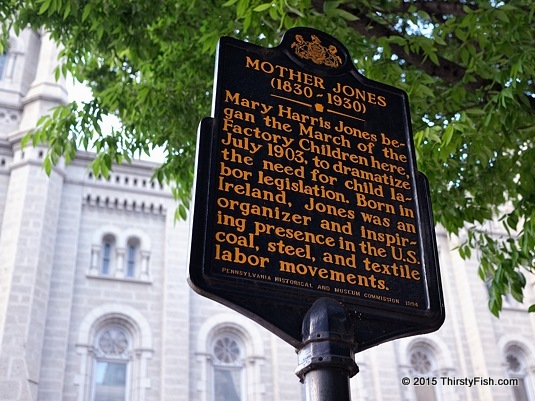 MOTHER JONES
(1830-1930)
Mary Harris Jones be-
gan the March of the
Factory Children here,
July 1903, to dramatize
the need for child la-
bor legislation. Born in
Ireland, Jones was an
organizer and inspir-
ing presence in the U.S.
coal, steel, and textile
labor movements.
PENNSYLVANIA HISTORICAL AND MUSEUM COMMISSION 1994
© 2015 ThirstyFish.com